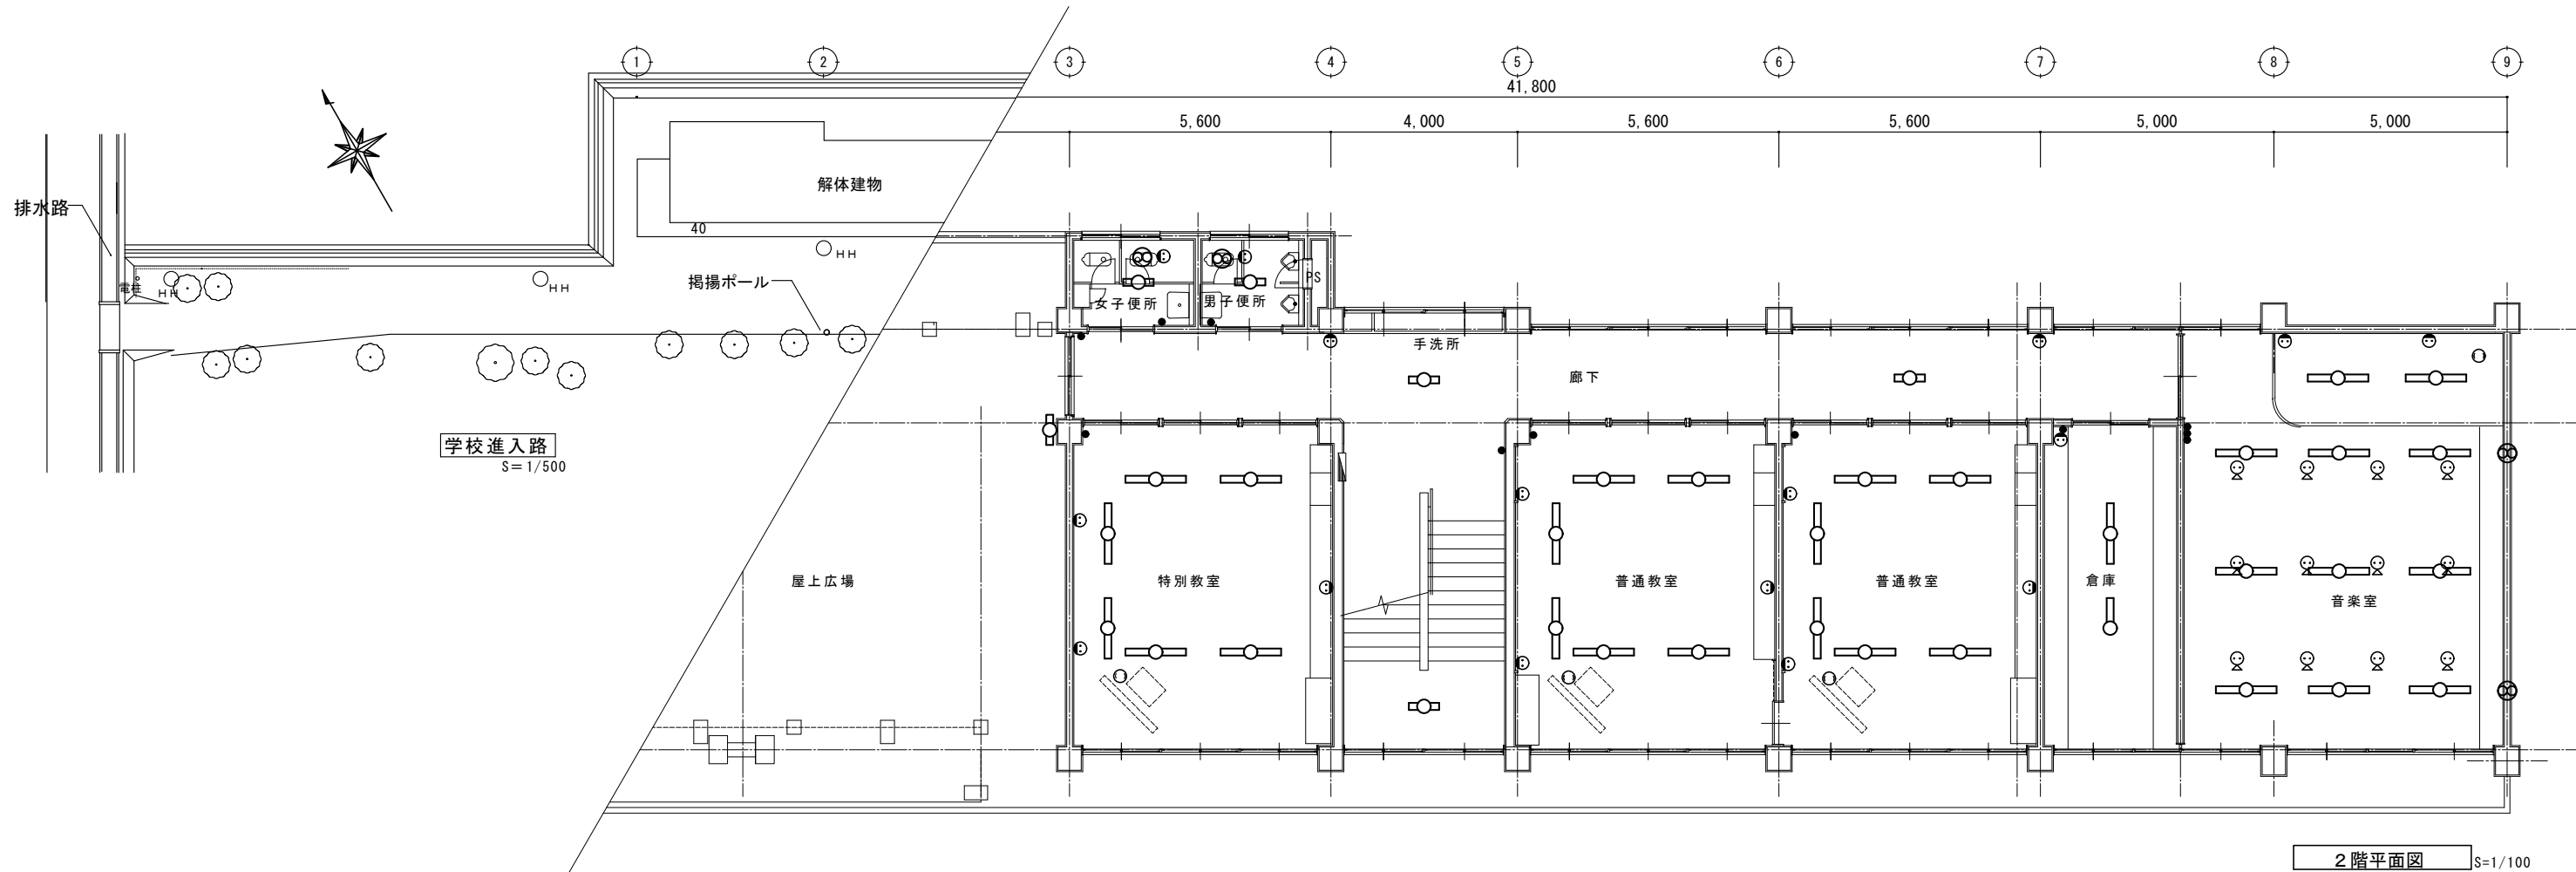 1 2 3 4 5 6 7 8 9
41,800
5,600 4,000 5,600 5,600 5,000 5,000
排水路
解体建物
40
HH
HH
電柱
HH
掲揚ポール
PS
女子便所
男子便所
手洗所
廊下
学校進入路
S=1/500
屋上広場
特別教室
普通教室
普通教室
倉庫
音楽室
2階平面図
S=1/100